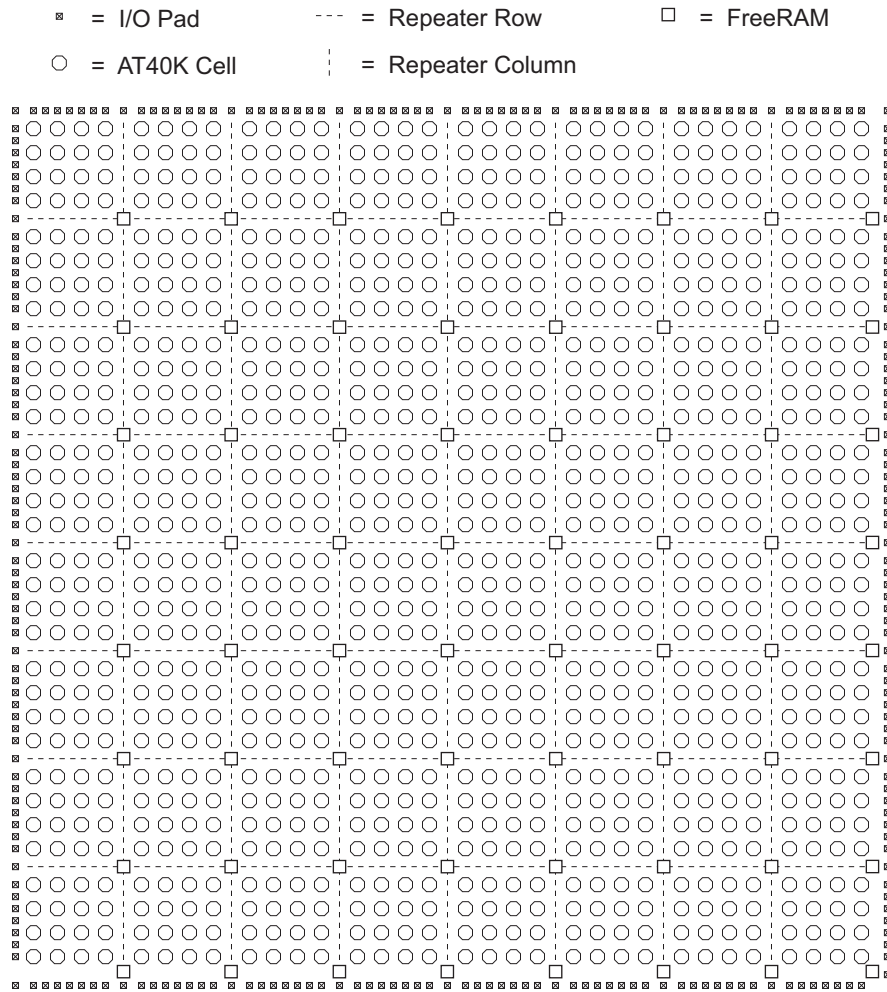 = I/O Pad = Repeater Row = FreeRAM
= AT40K Cell = Repeater Column